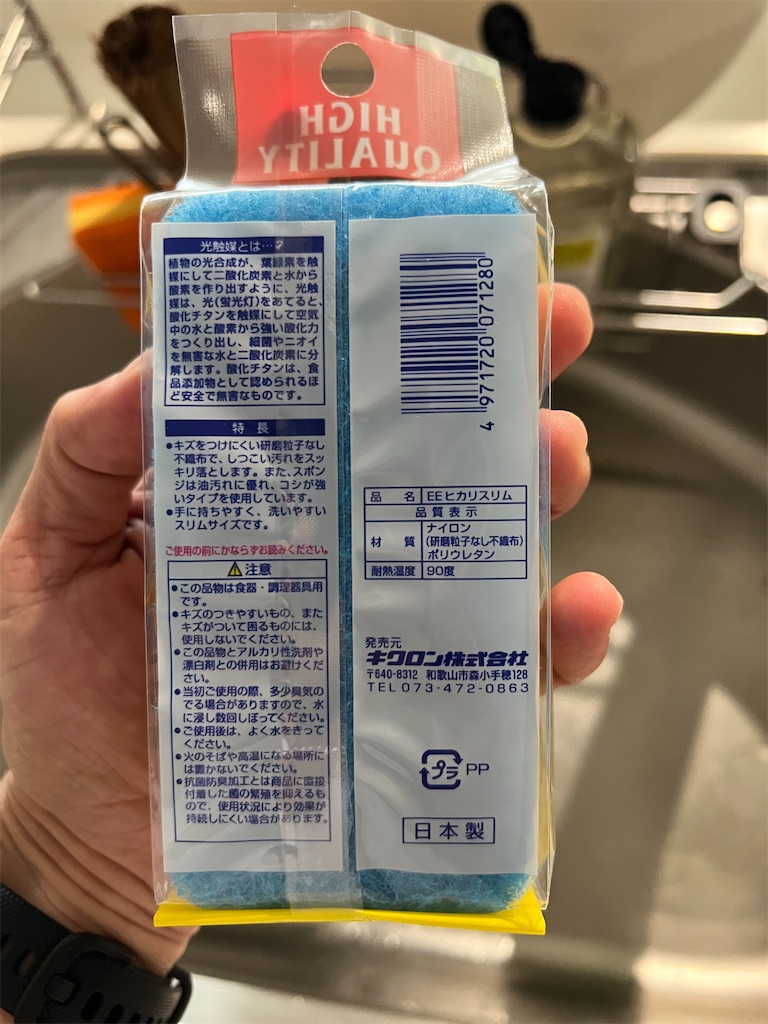 HIGH
QUALITY
光触媒とは…?
植物の光合成が、葉緑素を触
媒にして二酸化炭素と水から
酸素を作り出すように、光触
媒は、光(蛍光灯)をあてると、
酸化チタンを触媒にして空気
中の水と酸素から強い酸化力
をつくり出し、細菌やニオイ
を無害な水と二酸化炭素に分
解します。酸化チタンは、食
品添加物として認められるほ
ど安全で無害なものです。
特長
●キズをつけにくい研磨粒子なし
不織布で、しつこい汚れをスッ
キリ落とします。また、スポン
ジは油汚れに優れ、コシが強
いタイプを使用しています。
●手に持ちやすく、洗いやすい
スリムサイズです。
ご使用の前にかならずお読みください。
⚠注意
●この品物は食器・調理器具用
です。
●キズのつきやすいもの、また
キズがついて困るものには、
使用しないでください。
●この品物とアルカリ性洗剤や
漂白剤との併用はお避けくだ
さい。
●当初ご使用の際、多少臭気の
でる場合がありますので、水
に浸し数回しぼってください。
●ご使用後は、よく水をきって
ください。
●火のそばや高温になる場所に
は置かないでください。
●抗菌防臭加工とは商品に直接
付着した菌の繁殖を抑えるも
ので、使用状況により効果が
持続しにくい場合があります。
4 971720 071280
品名 EEヒカリスリム
品質表示
材質 ナイロン
(研磨粒子なし不織布)
ポリウレタン
耐熱温度 90度
発売元
キクロン株式会社
〒640-8312 和歌山市森小手穂128
TEL073-472-0863
プラ PP
日本製